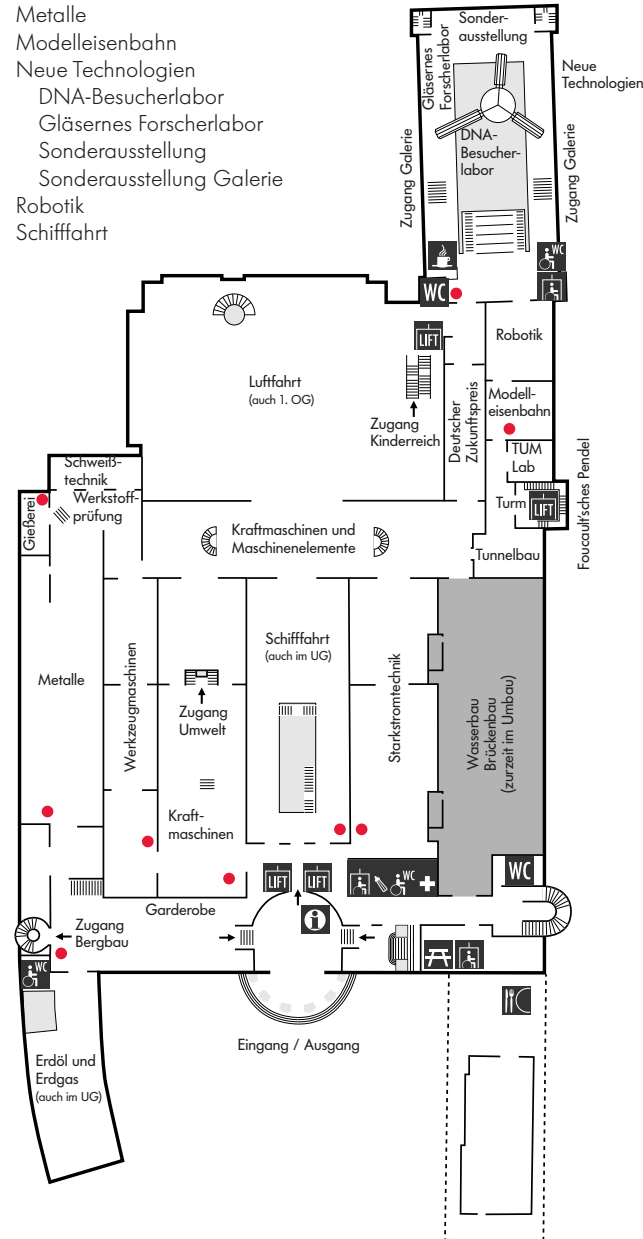 Metalle
Modelleisenbahn
Neue Technologien
DNA-Besucherlabor
Gläsernes Forscherlabor
Sonderausstellung
Sonderausstellung Galerie
Robotik
Schifffahrt
Sonder-
ausstellung
Gläsernes
Forscherlabor
Neue
Technologien
DNA-
Besucher-
labor
Zugang Galerie
Zugang Galerie
WC
WC
LIFT
Robotik
Luftfahrt
(auch 1. OG)
Zugang
Kinderreich
Deutscher
Zukunftspreis
Modell-
eisenbahn
TUM
Lab
Turm
LIFT
Foucault'sches Pendel
Tunnelbau
Schweiß-
technik
Werkstoff-
prüfung
Gießerei
Kraftmaschinen und
Maschinenelemente
Metalle
Werkzeugmaschinen
Zugang
Umwelt
Kraft-
maschinen
Schifffahrt
(auch im UG)
Starkstromtechnik
Wasserbau
Brückenbau
(zurzeit im Umbau)
LIFT
LIFT
WC
WC
Garderobe
Zugang
Bergbau
WC
Eingang / Ausgang
Erdöl und
Erdgas
(auch im UG)